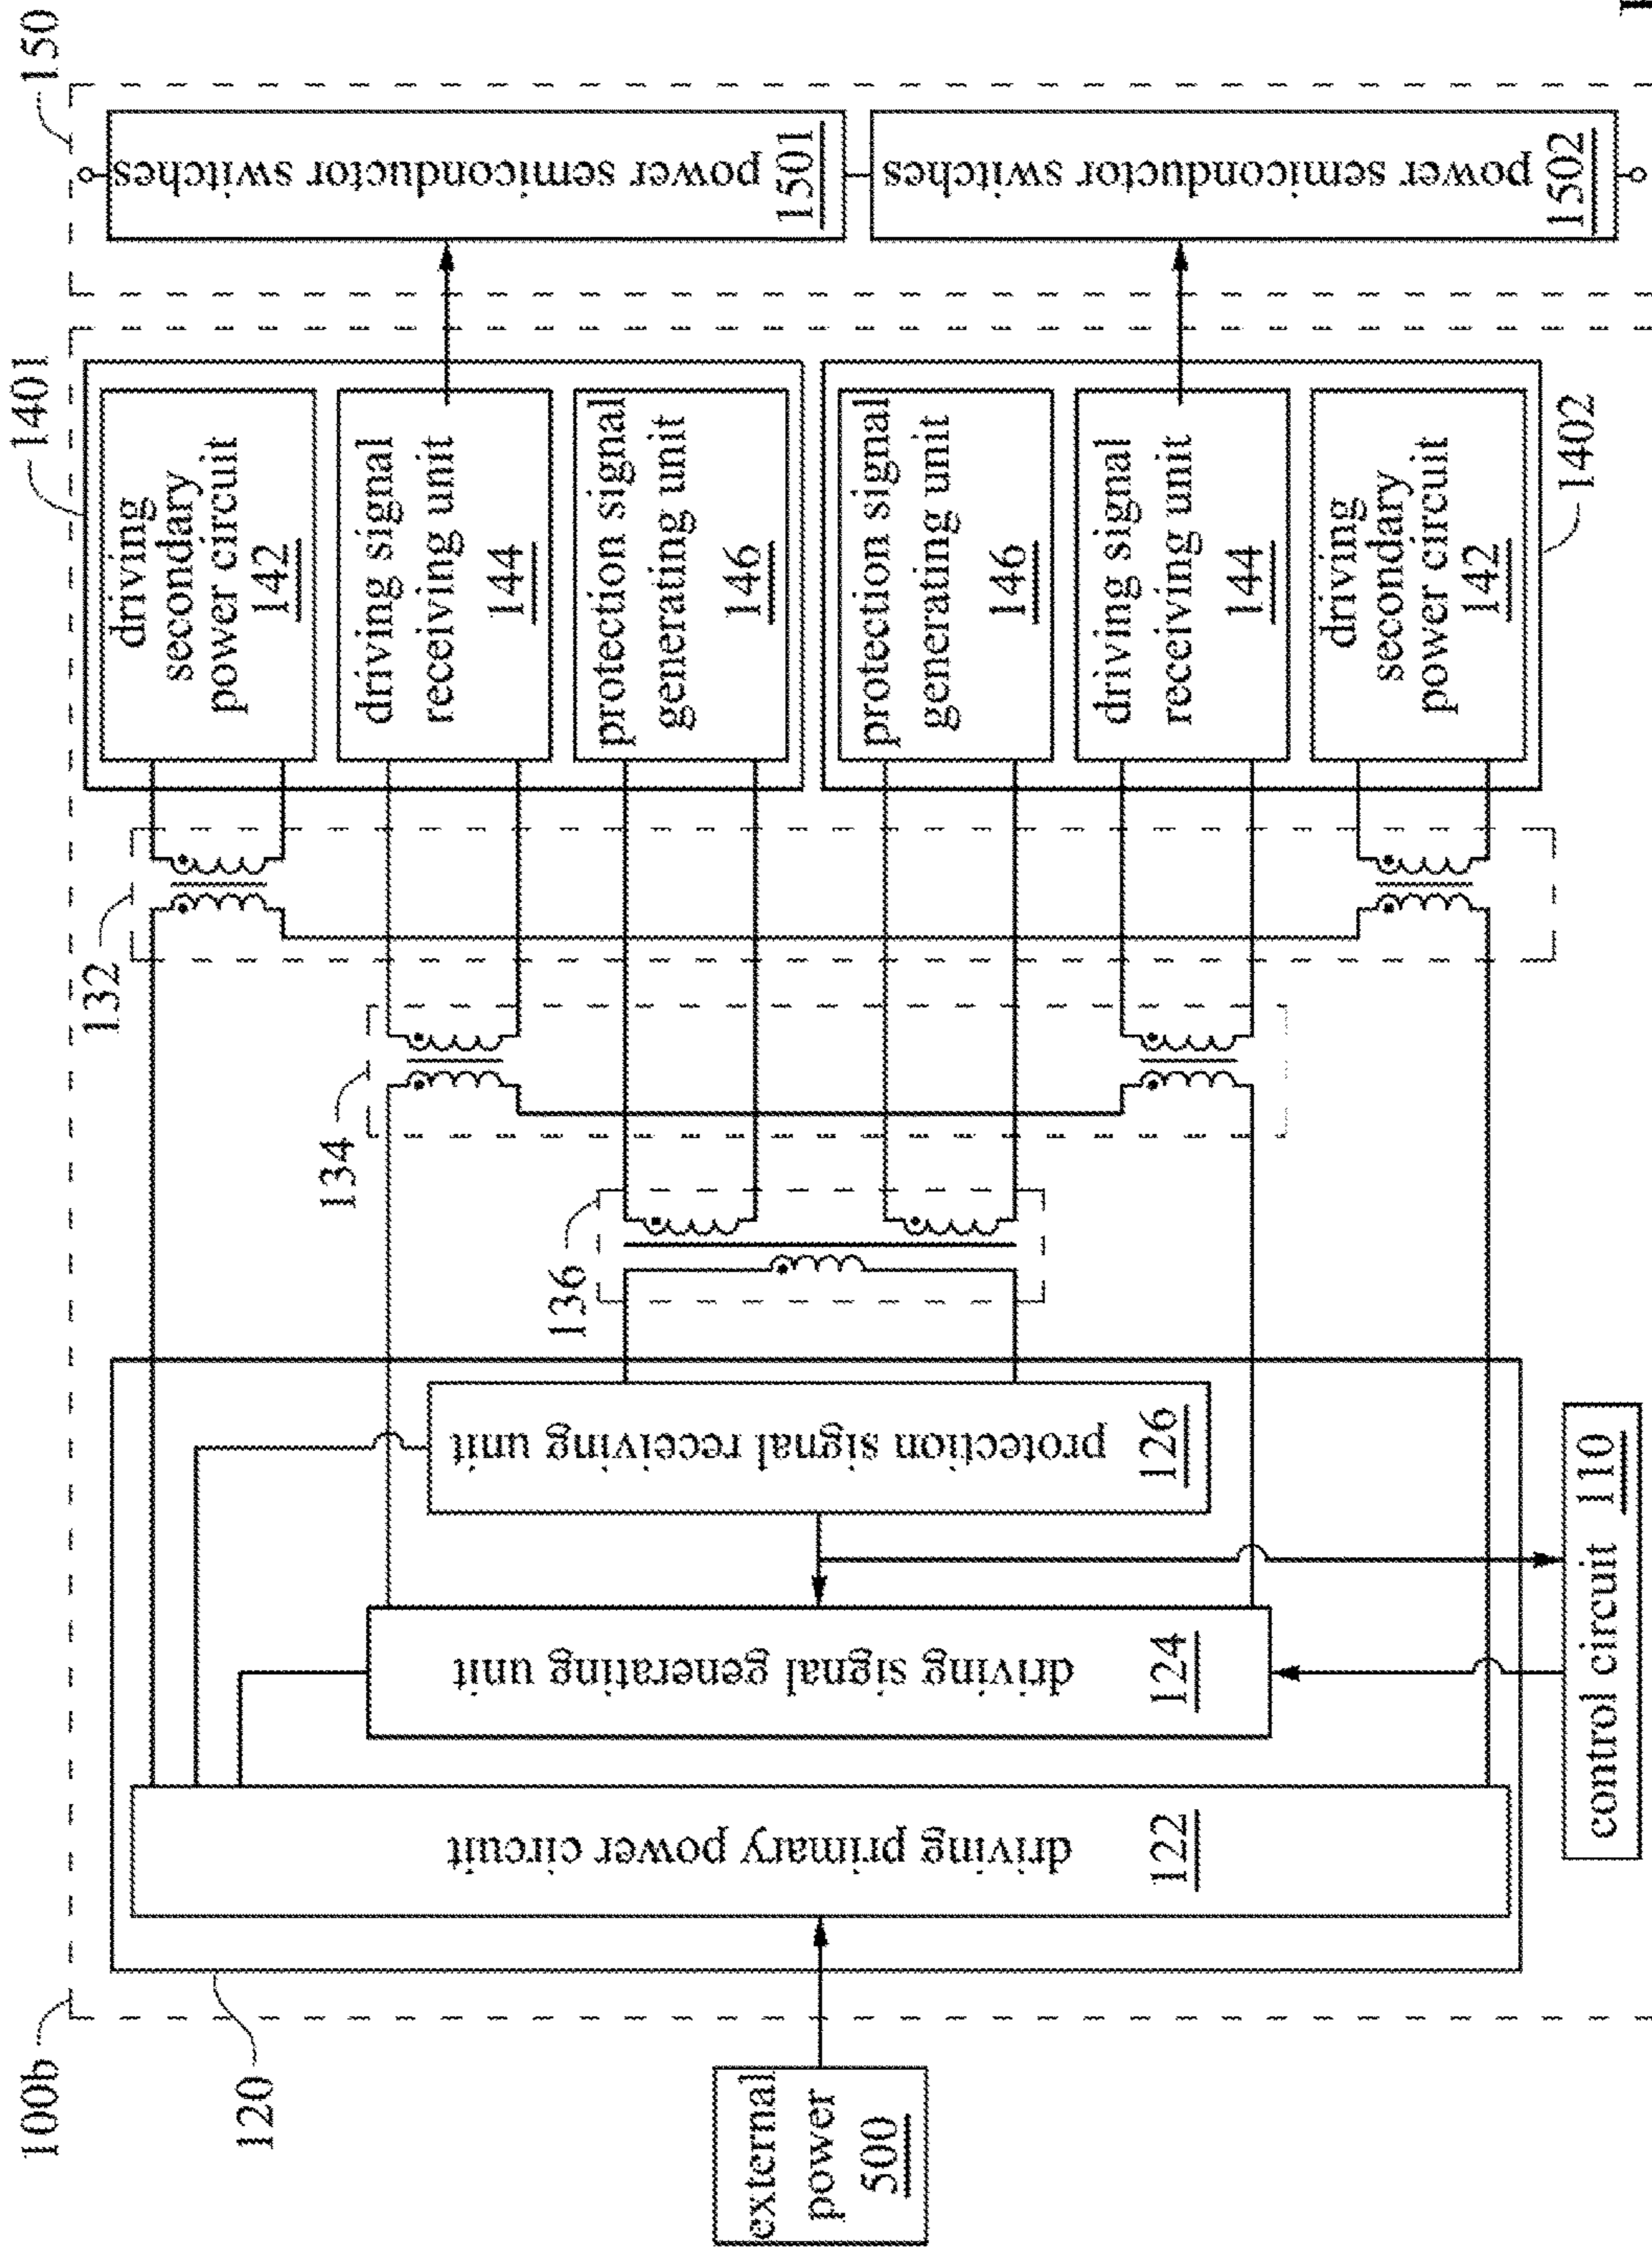 100b
120
external
power
500
driving primary power circuit
122
driving signal generating unit
124
protection signal receiving unit
126
control circuit 110
136
134
132
1401
driving
secondary
power circuit
142
driving signal
receiving unit
144
protection signal
generating unit
146
protection signal
generating unit
146
driving signal
receiving unit
144
driving
secondary
power circuit
142
1402
150
power semiconductor switches
1501
power semiconductor switches
1502